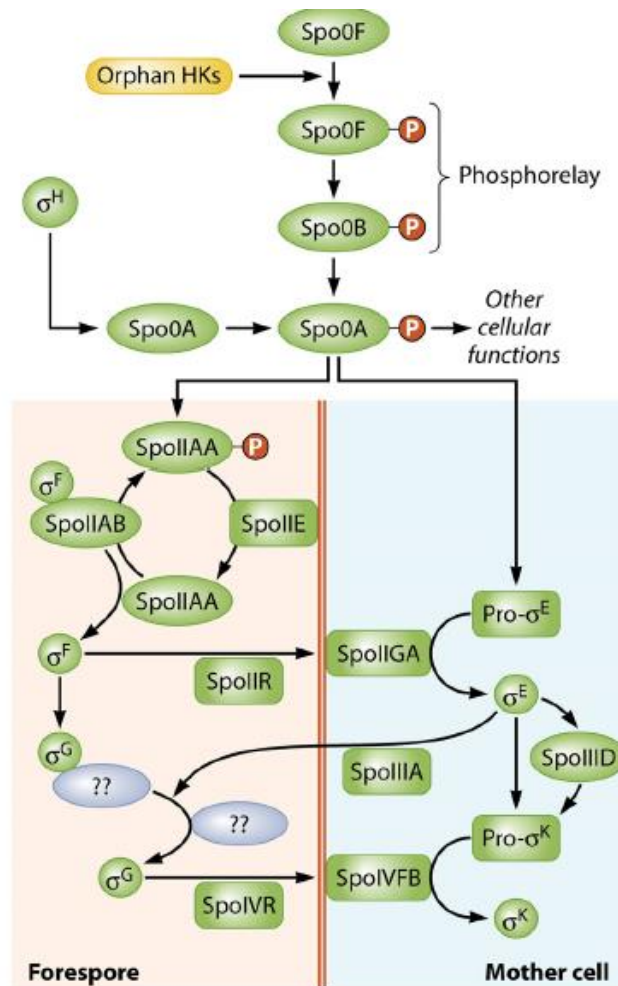 Spo0F
Orphan HKs
Spo0F
P
Phosphorelay
σH
Spo0B
P
Spo0A
Spo0A
P
Other
cellular
functions
SpoIIAA
P
σF
SpoIIAB
SpoIIE
SpoIIAA
Pro-σE
σF
SpoIIR
SpoIIGA
σE
σG
??
SpoIIIA
SpoIIID
??
Pro-σK
σG
SpoIVR
SpoIVFB
σK
Forespore
Mother cell